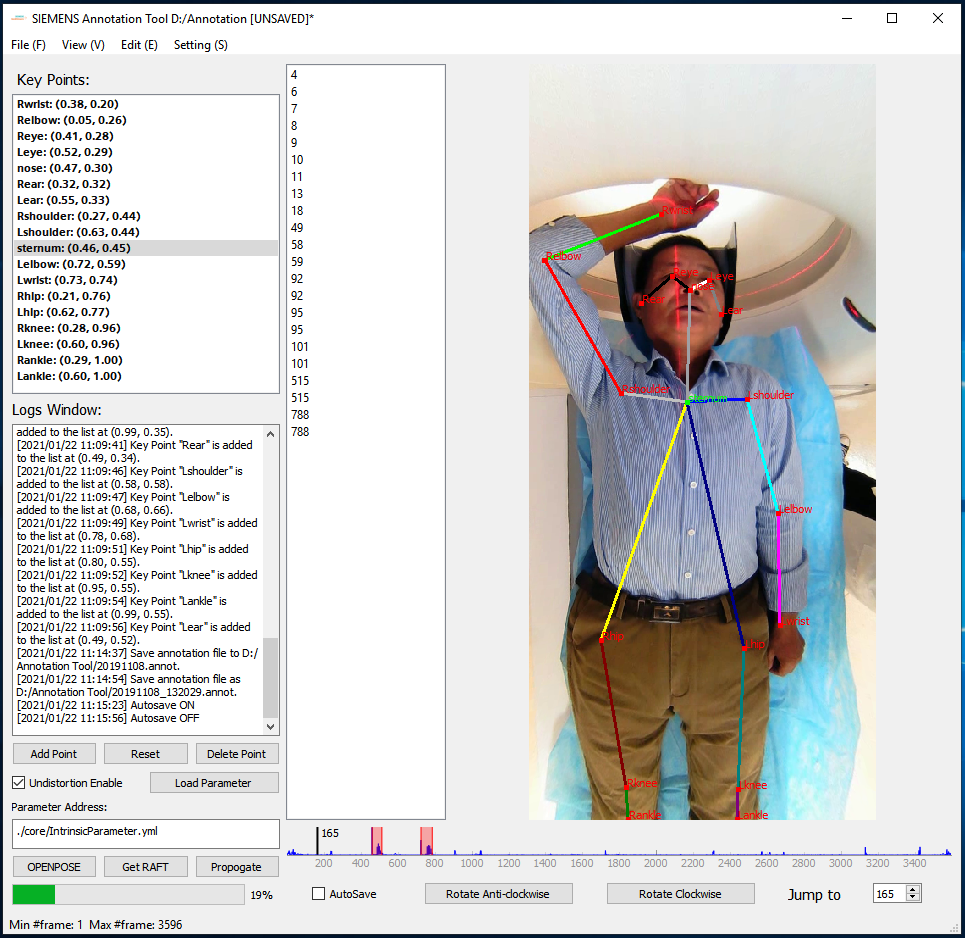 SIEMENS Annotation Tool D:/Annotation [UNSAVED]*
File (F) View (V) Edit (E) Setting (S)
Key Points:
Rwrist: (0.38, 0.20)
Relbow: (0.05, 0.26)
Reye: (0.41, 0.28)
Leye: (0.52, 0.29)
nose: (0.47, 0.30)
Rear: (0.32, 0.32)
Lear: (0.55, 0.33)
Rshoulder: (0.27, 0.44)
Lshoulder: (0.63, 0.44)
sternum: (0.46, 0.45)
Lelbow: (0.72, 0.59)
Lwrist: (0.73, 0.74)
Rhip: (0.21, 0.76)
Lhip: (0.62, 0.77)
Rknee: (0.28, 0.96)
Lknee: (0.60, 0.96)
Rankle: (0.29, 1.00)
Lankle: (0.60, 1.00)
Logs Window:
added to the list at (0.99, 0.35).
[2021/01/22 11:09:41] Key Point "Rear" is added
to the list at (0.49, 0.34).
[2021/01/22 11:09:46] Key Point "Lshoulder" is
added to the list at (0.58, 0.58).
[2021/01/22 11:09:47] Key Point "Lelbow" is
added to the list at (0.68, 0.66).
[2021/01/22 11:09:49] Key Point "Lwrist" is added
to the list at (0.78, 0.68).
[2021/01/22 11:09:51] Key Point "Lhip" is added
to the list at (0.80, 0.55).
[2021/01/22 11:09:52] Key Point "Lknee" is added
to the list at (0.95, 0.55).
[2021/01/22 11:09:54] Key Point "Lankle" is
added to the list at (0.99, 0.55).
[2021/01/22 11:09:56] Key Point "Lear" is added
to the list at (0.49, 0.52).
[2021/01/22 11:14:37] Save annotation file to D:/
Annotation Tool/20191108.annot.
[2021/01/22 11:14:54] Save annotation file as
D:/Annotation Tool/20191108_132029.annot.
[2021/01/22 11:15:23] Autosave ON
[2021/01/22 11:15:56] Autosave OFF
Add Point Reset Delete Point
Undistortion Enable Load Parameter
Parameter Address:
./core/IntrinsicParameter.yml
OPENPOSE Get RAFT Propogate
19%
Min #frame: 1 Max #frame: 3596
4
6
7
8
9
10
11
13
18
49
58
59
92
92
95
95
101
101
515
515
788
788
Rwrist
Relbow
Reye
Leye
nose
Rear
Lear
Rshoulder
sternum
Lshoulder
Lelbow
Lwrist
Rhip
Lhip
Rknee
Lknee
Rankle
Lankle
165
200 400 600 800 1000 1200 1400 1600 1800 2000 2200 2400 2600 2800 3000 3200 3400
AutoSave Rotate Anti-clockwise Rotate Clockwise Jump to 165